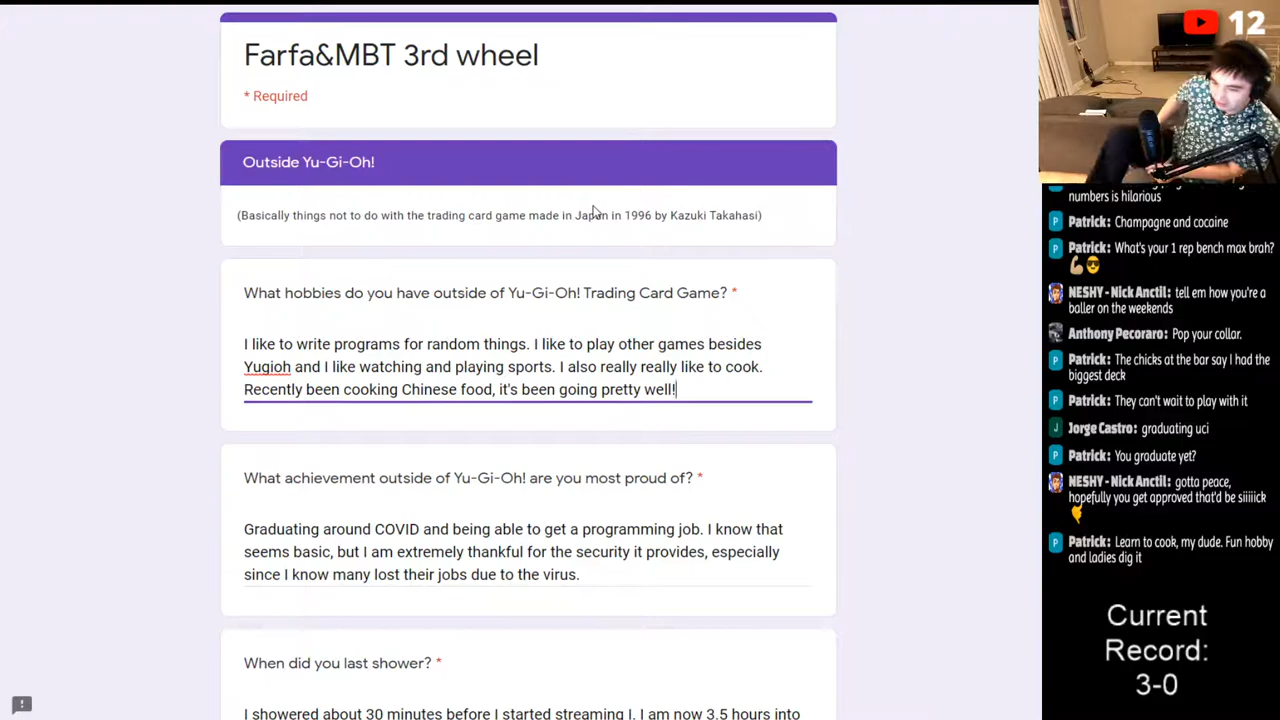 Farfa&MBT 3rd wheel
* Required
Outside Yu-Gi-Oh!
(Basically things not to do with the trading card game made in Japan in 1996 by Kazuki Takahasi)
What hobbies do you have outside of Yu-Gi-Oh! Trading Card Game? *
I like to write programs for random things. I like to play other games besides
Yugioh and I like watching and playing sports. I also really really like to cook.
Recently been cooking Chinese food, it's been going pretty well!
What achievement outside of Yu-Gi-Oh! are you most proud of? *
Graduating around COVID and being able to get a programming job. I know that
seems basic, but I am extremely thankful for the security it provides, especially
since I know many lost their jobs due to the virus.
When did you last shower? *
I showered about 30 minutes before I started streaming I. I am now 3.5 hours into
12
numbers is hilarious
P Patrick: Champagne and cocaine
P Patrick: What's your 1 rep bench max brah?
💪🏼😎
NESHY - Nick Anctil: tell em how you're a
baller on the weekends
Anthony Pecoraro: Pop your collar.
P Patrick: The chicks at the bar say I had the
biggest deck
P Patrick: They can't wait to play with it
J Jorge Castro: graduating uci
P Patrick: You graduate yet?
NESHY - Nick Anctil: gotta peace,
hopefully you get approved that'd be siiiiick
P Patrick: Learn to cook, my dude. Fun hobby
and ladies dig it
Current
Record:
3-0